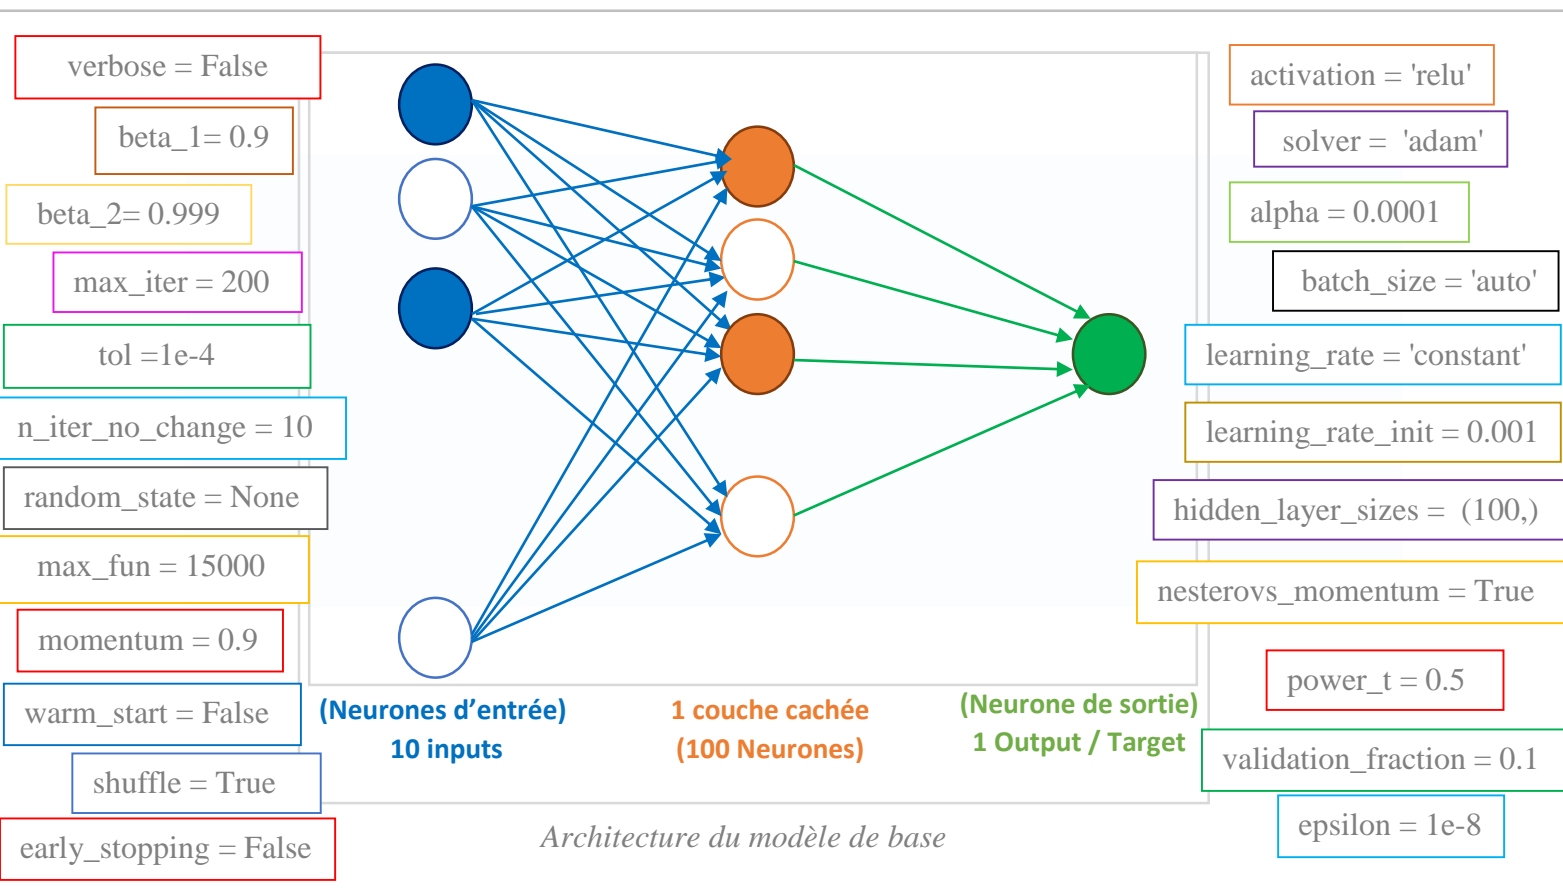 verbose = False
beta_1= 0.9
beta_2= 0.999
max_iter = 200
tol =1e-4
n_iter_no_change = 10
random_state = None
max_fun = 15000
momentum = 0.9
warm_start = False
shuffle = True
early_stopping = False
(Neurones d'entrée)
10 inputs
1 couche cachée
(100 Neurones)
(Neurone de sortie)
1 Output / Target
Architecture du modèle de base
activation = 'relu'
solver = 'adam'
alpha = 0.0001
batch_size = 'auto'
learning_rate = 'constant'
learning_rate_init = 0.001
hidden_layer_sizes = (100,)
nesterovs_momentum = True
power_t = 0.5
validation_fraction = 0.1
epsilon = 1e-8